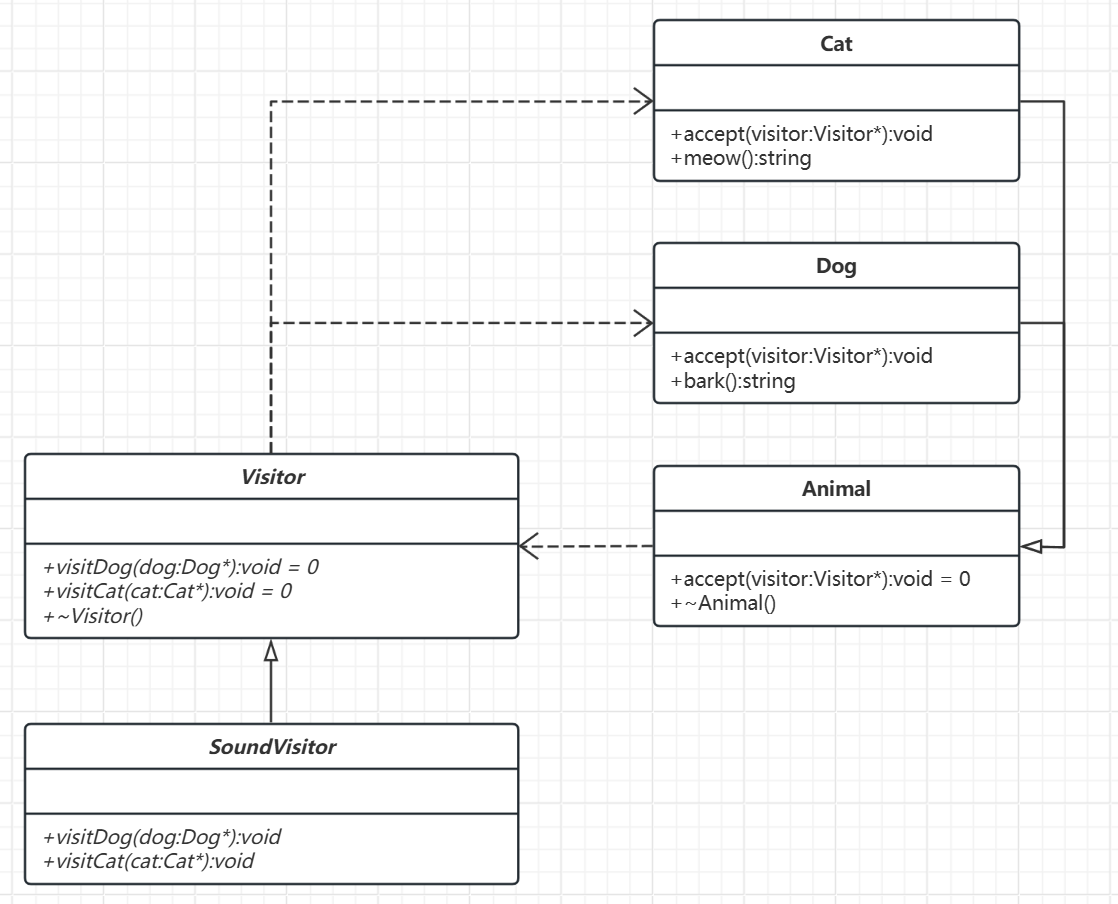 Cat
+accept(visitor:Visitor*):void
+meow():string
Dog
+accept(visitor:Visitor*):void
+bark():string
Visitor
+visitDog(dog:Dog*):void = 0
+visitCat(cat:Cat*):void = 0
+~Visitor()
Animal
+accept(visitor:Visitor*):void = 0
+~Animal()
SoundVisitor
+visitDog(dog:Dog*):void
+visitCat(cat:Cat*):void